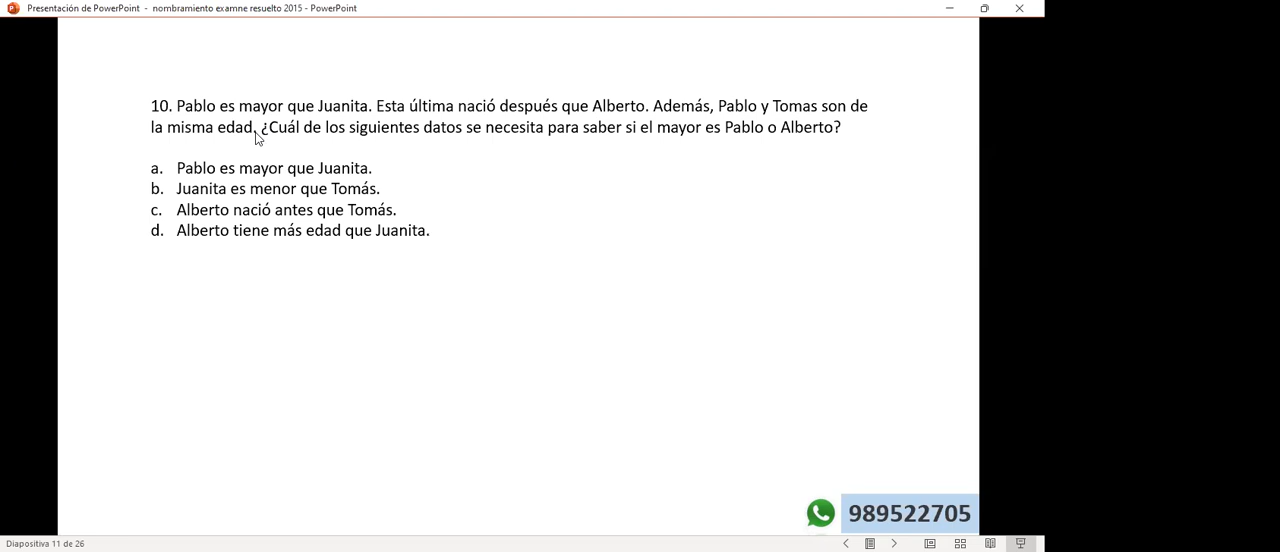 Presentación de PowerPoint - nombramiento examne resuelto 2015 - PowerPoint
10. Pablo es mayor que Juanita. Esta última nació después que Alberto. Además, Pablo y Tomas son de
la misma edad. ¿Cuál de los siguientes datos se necesita para saber si el mayor es Pablo o Alberto?
a. Pablo es mayor que Juanita.
b. Juanita es menor que Tomás.
c. Alberto nació antes que Tomás.
d. Alberto tiene más edad que Juanita.
989522705
Diapositiva 11 de 26